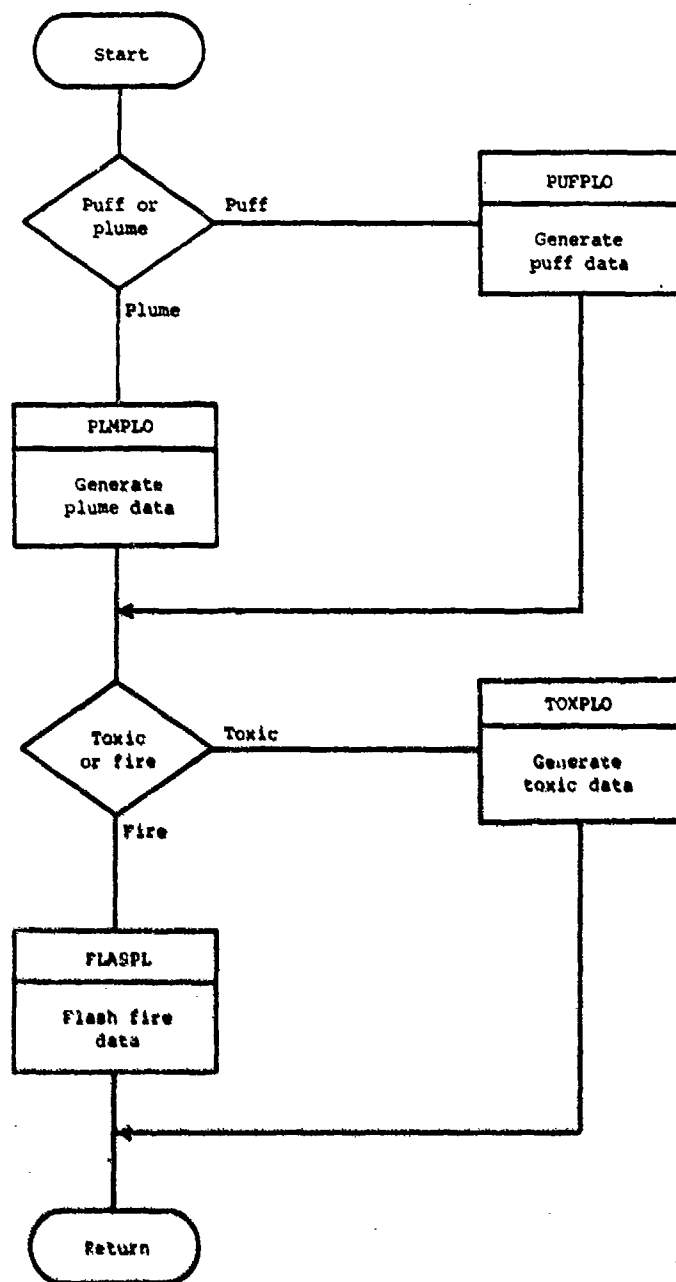 Start
Puff or
plume
Puff
PUFPLO
Generate
puff data
Plume
PLMPLO
Generate
plume data
Toxic
or fire
Toxic
TOXPLO
Generate
toxic data
Fire
FLASPL
Flash fire
data
Return